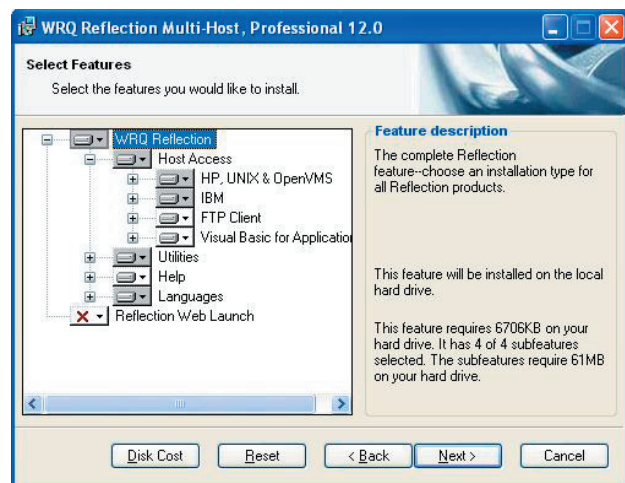 WRQ Reflection Multi-Host, Professional 12.0
Select Features
Select the features you would like to install.
WRQ Reflection
Host Access
HP, UNIX & OpenVMS
IBM
FTP Client
Visual Basic for Application
Utilities
Help
Languages
Reflection Web Launch
Feature description
The complete Reflection
feature--choose an installation type for
all Reflection products.
This feature will be installed on the local
hard drive.
This feature requires 6706KB on your
hard drive. It has 4 of 4 subfeatures
selected. The subfeatures require 61MB
on your hard drive.
Disk Cost
Reset
< Back
Next >
Cancel